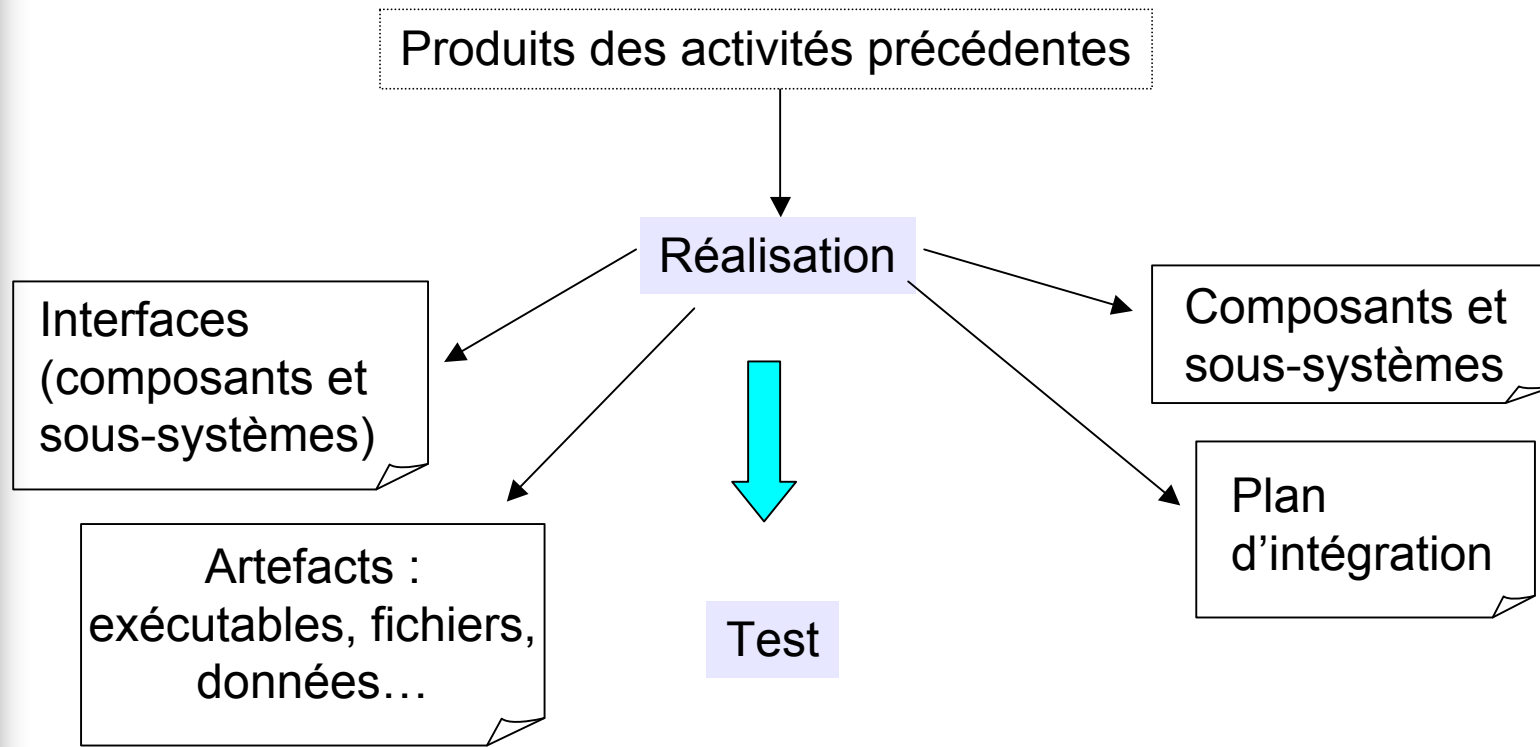 Produits des activités précédentes
Réalisation
Interfaces
(composants et
sous-systèmes)
Composants et
sous-systèmes
Artefacts :
exécutables, fichiers,
données…
Plan
d’intégration
Test